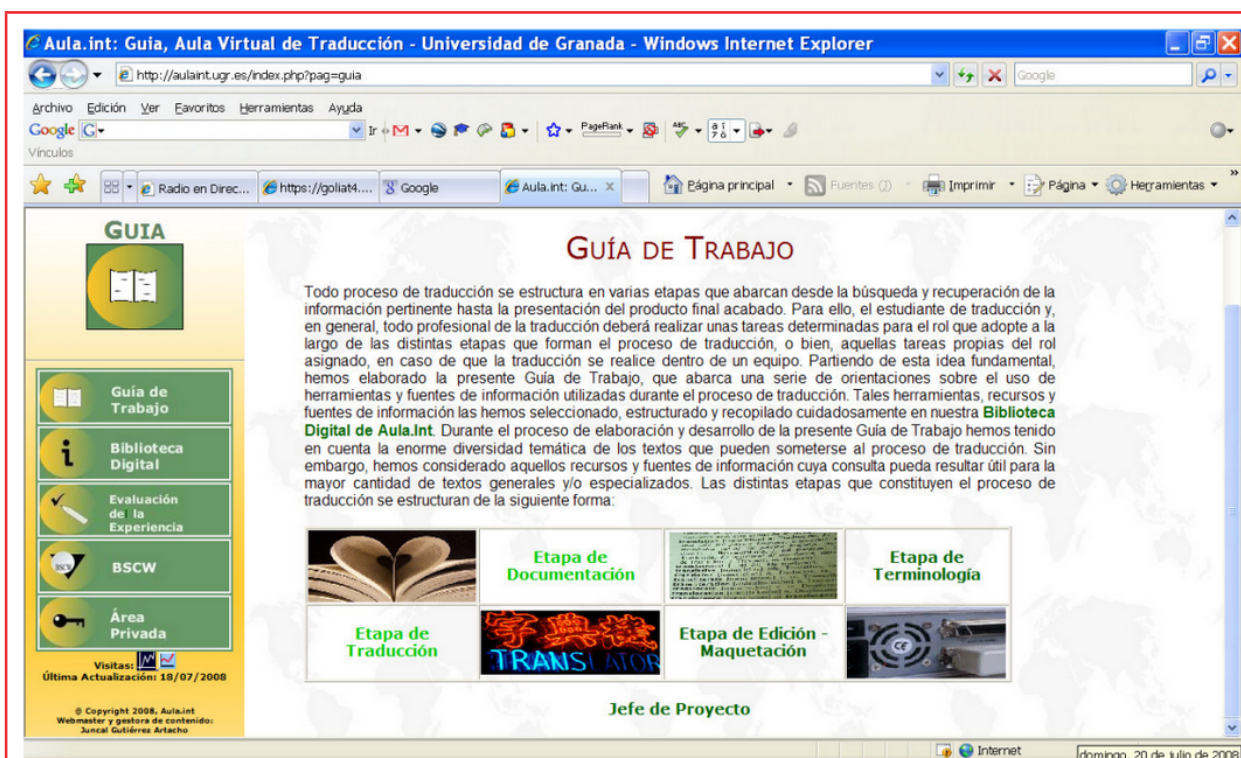 Aula.int: Guia, Aula Virtual de Traducción - Universidad de Granada - Windows Internet Explorer
http://aulaint.ugr.es/index.php?pag=guia
Google
Archivo Edición Ver Favoritos Herramientas Ayuda
Google G Ir PageRank
Vínculos
Radio en Direc... https://goliat4.... Google Aula.int: Gu... Página principal Fuentes (J) Imprimir Página Herramientas
GUIA
GUÍA DE TRABAJO
Todo proceso de traducción se estructura en varias etapas que abarcan desde la búsqueda y recuperación de la
información pertinente hasta la presentación del producto final acabado. Para ello, el estudiante de traducción y,
en general, todo profesional de la traducción deberá realizar unas tareas determinadas para el rol que adopte a la
largo de las distintas etapas que forman el proceso de traducción, o bien, aquellas tareas propias del rol
asignado, en caso de que la traducción se realice dentro de un equipo. Partiendo de esta idea fundamental,
hemos elaborado la presente Guía de Trabajo, que abarca una serie de orientaciones sobre el uso de
herramientas y fuentes de información utilizadas durante el proceso de traducción. Tales herramientas, recursos y
fuentes de información las hemos seleccionado, estructurado y recopilado cuidadosamente en nuestra Biblioteca
Digital de Aula.Int. Durante el proceso de elaboración y desarrollo de la presente Guía de Trabajo hemos tenido
en cuenta la enorme diversidad temática de los textos que pueden someterse al proceso de traducción. Sin
embargo, hemos considerado aquellos recursos y fuentes de información cuya consulta pueda resultar útil para la
mayor cantidad de textos generales y/o especializados. Las distintas etapas que constituyen el proceso de
traducción se estructuran de la siguiente forma:
Guía de
Trabajo
Biblioteca
Digital
Evaluación
de la
Experiencia
BSCW
Área
Privada
Visitas:
Última Actualización: 18/07/2008
© Copyright 2008, Aula.int
Webmaster y gestora de contenido:
Juncal Gutiérrez Artacho
Etapa de
Documentación
Etapa de
Terminología
Etapa de
Traducción
TRANSLATOR
Etapa de Edición -
Maquetación
Jefe de Proyecto
Internet
domingo, 20 de julio de 2008